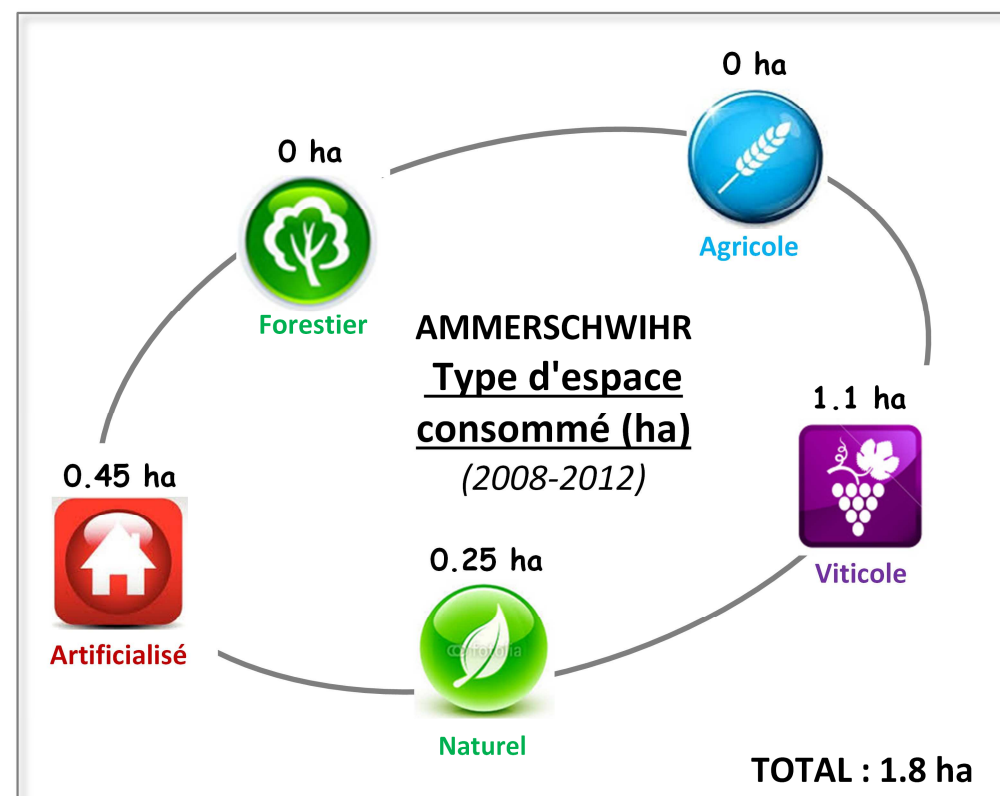 0 ha
Agricole
0 ha
Forestier
AMMERSCHWIHR
Type d'espace
consommé (ha)
(2008-2012)
1.1 ha
Viticole
0.45 ha
Artificialisé
0.25 ha
Naturel
TOTAL : 1.8 ha